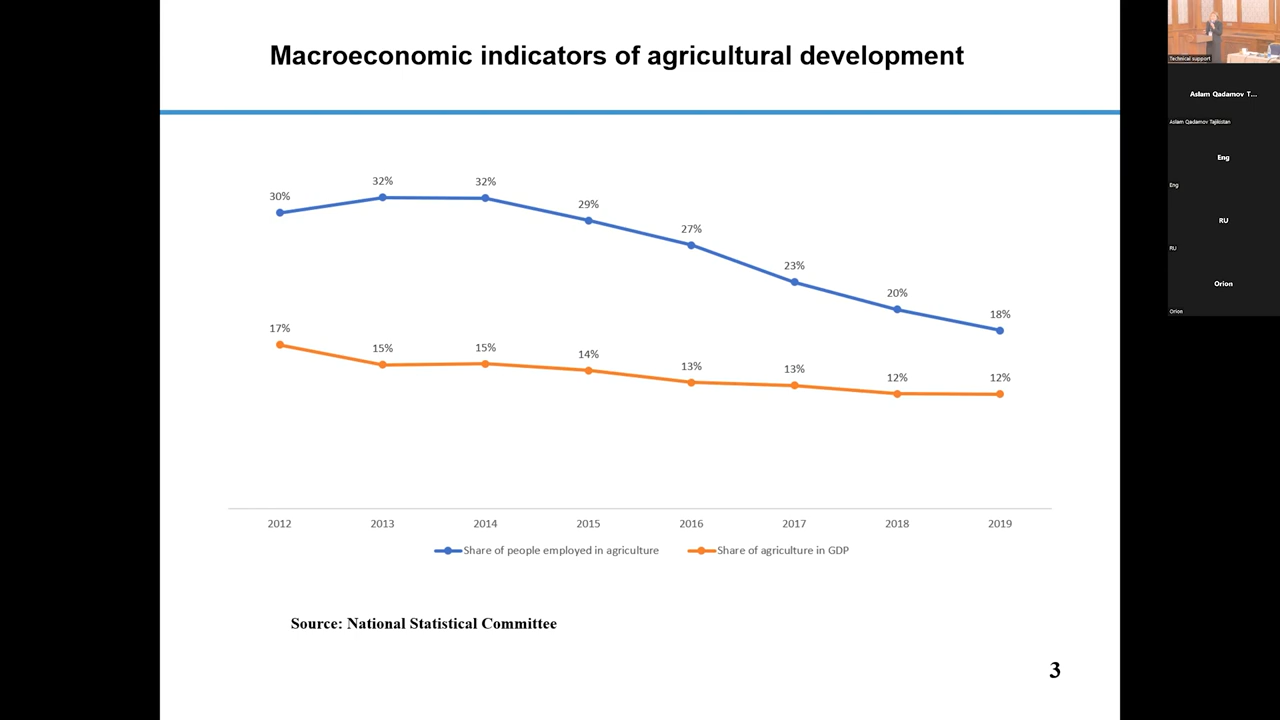 Macroeconomic indicators of agricultural development
30%
32%
32%
29%
27%
23%
20%
18%
17%
15%
15%
14%
13%
13%
12%
12%
2012 2013 2014 2015 2016 2017 2018 2019
Share of people employed in agriculture Share of agriculture in GDP
Source: National Statistical Committee
3
Technical support
Aslam Qadamov T...
Aslam Qadamov Tajikistan
Eng
Eng
RU
RU
Orion
Orion